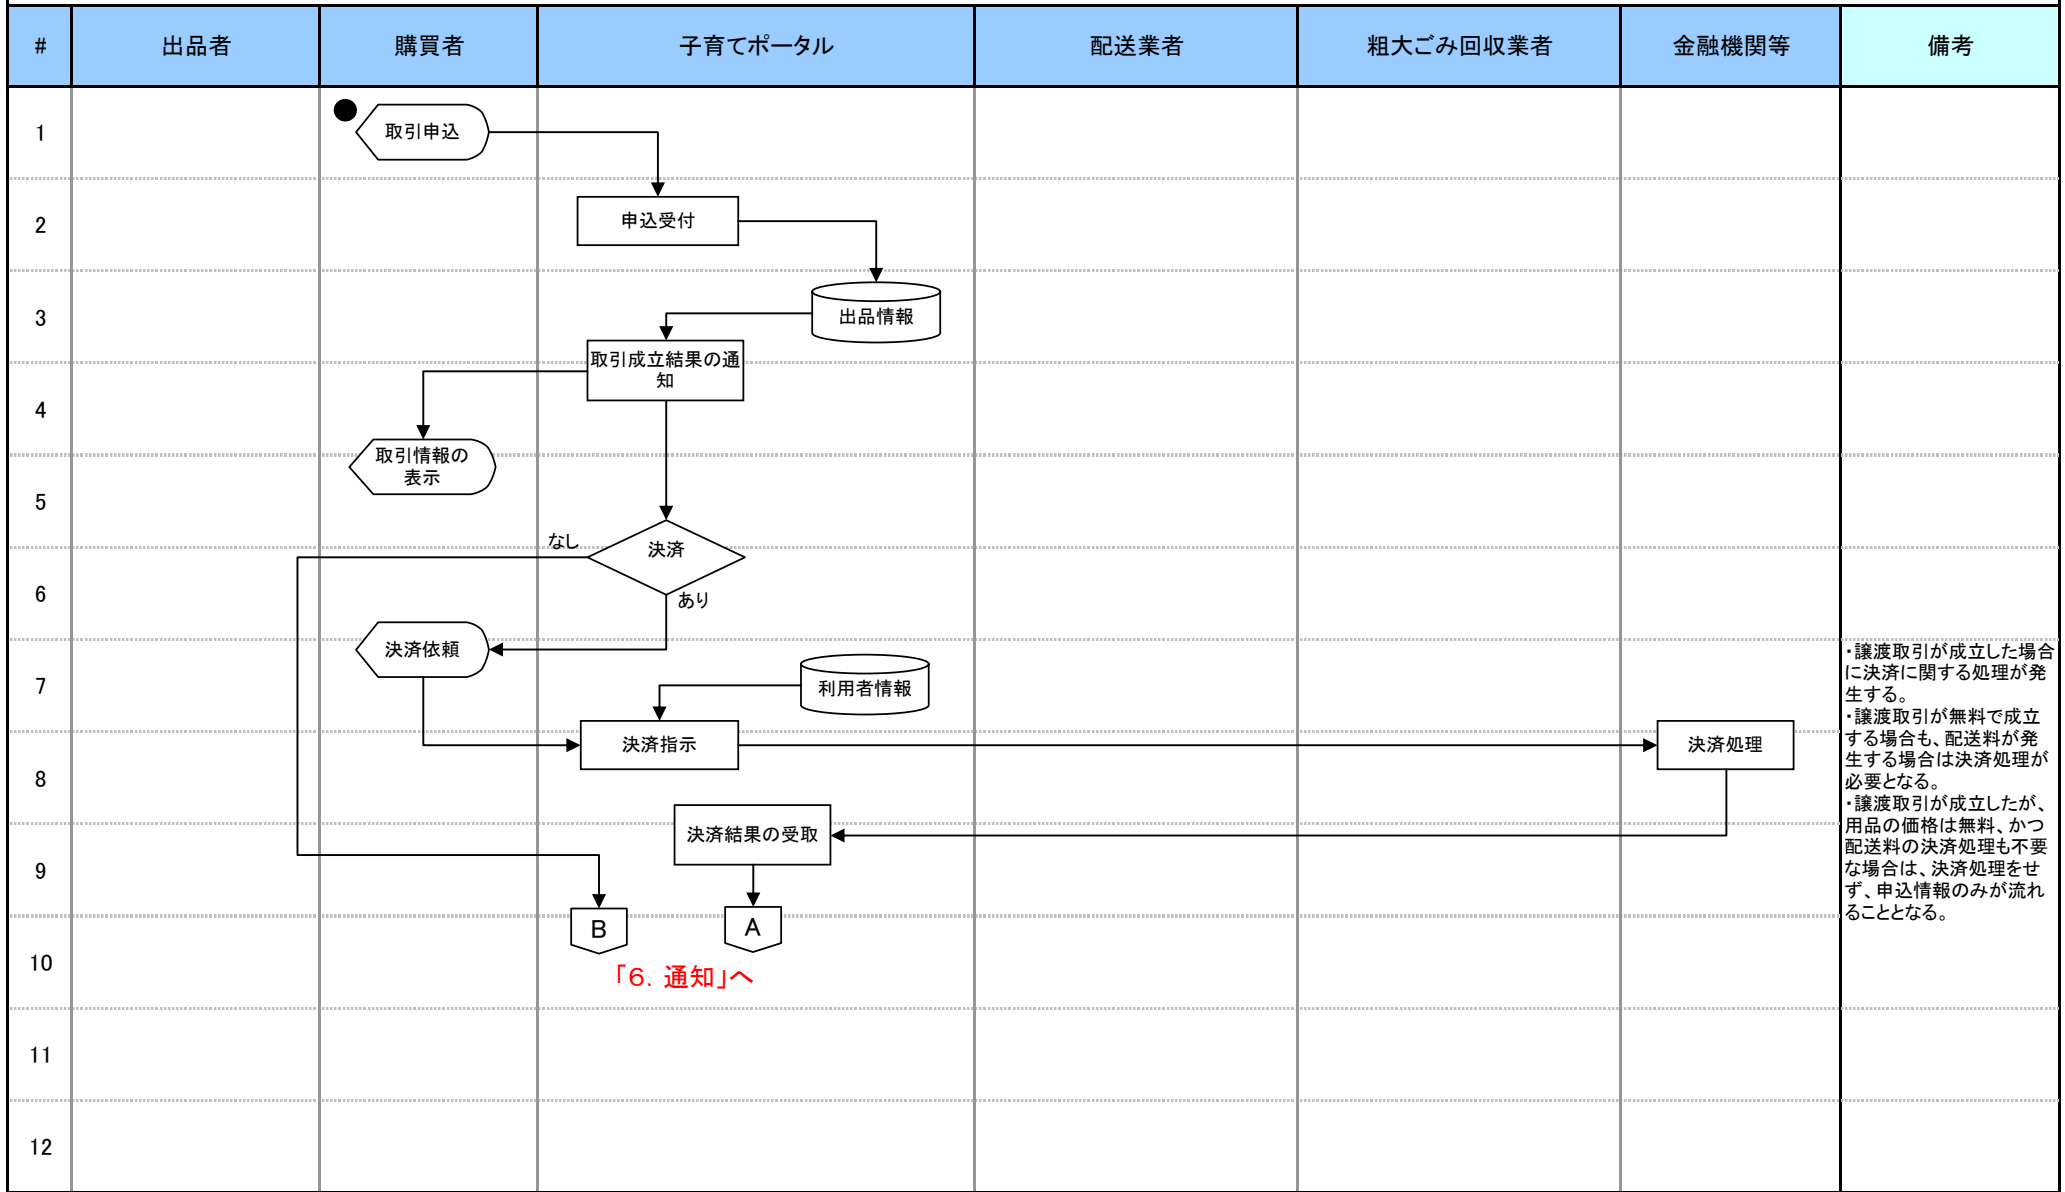 #
出品者
購買者
子育てポータル
配送業者
粗大ごみ回収業者
金融機関等
備考
1
取引申込
2
申込受付
3
出品情報
取引成立結果の通
知
4
取引情報の
表示
5
なし
決済
6
あり
決済依頼
7
利用者情報
決済指示
決済処理
8
決済結果の受取
9
B
A
10
「6. 通知」へ
11
12
・譲渡取引が成立した場合
に決済に関する処理が発
生する。
・譲渡取引が無料で成立
する場合も、配送料が発
生する場合は決済処理が
必要となる。
・譲渡取引が成立したが、
用品の価格は無料、かつ
配送料の決済処理も不要
な場合は、決済処理をせ
ず、申込情報のみが流れ
ることとなる。